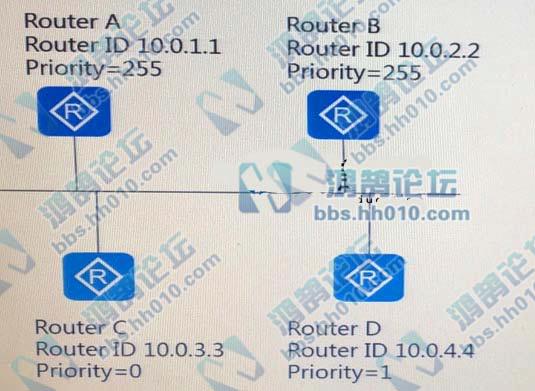 Router A
Router ID 10.0.1.1
Priority=255
Router B
Router ID 10.0.2.2
Priority=255
R
R
鸿鹄论坛
bbs.hh010.com
R
R
Router C
Router ID 10.0.3.3
Priority=0
Router D
Router ID 10.0.4.4
Priority=1